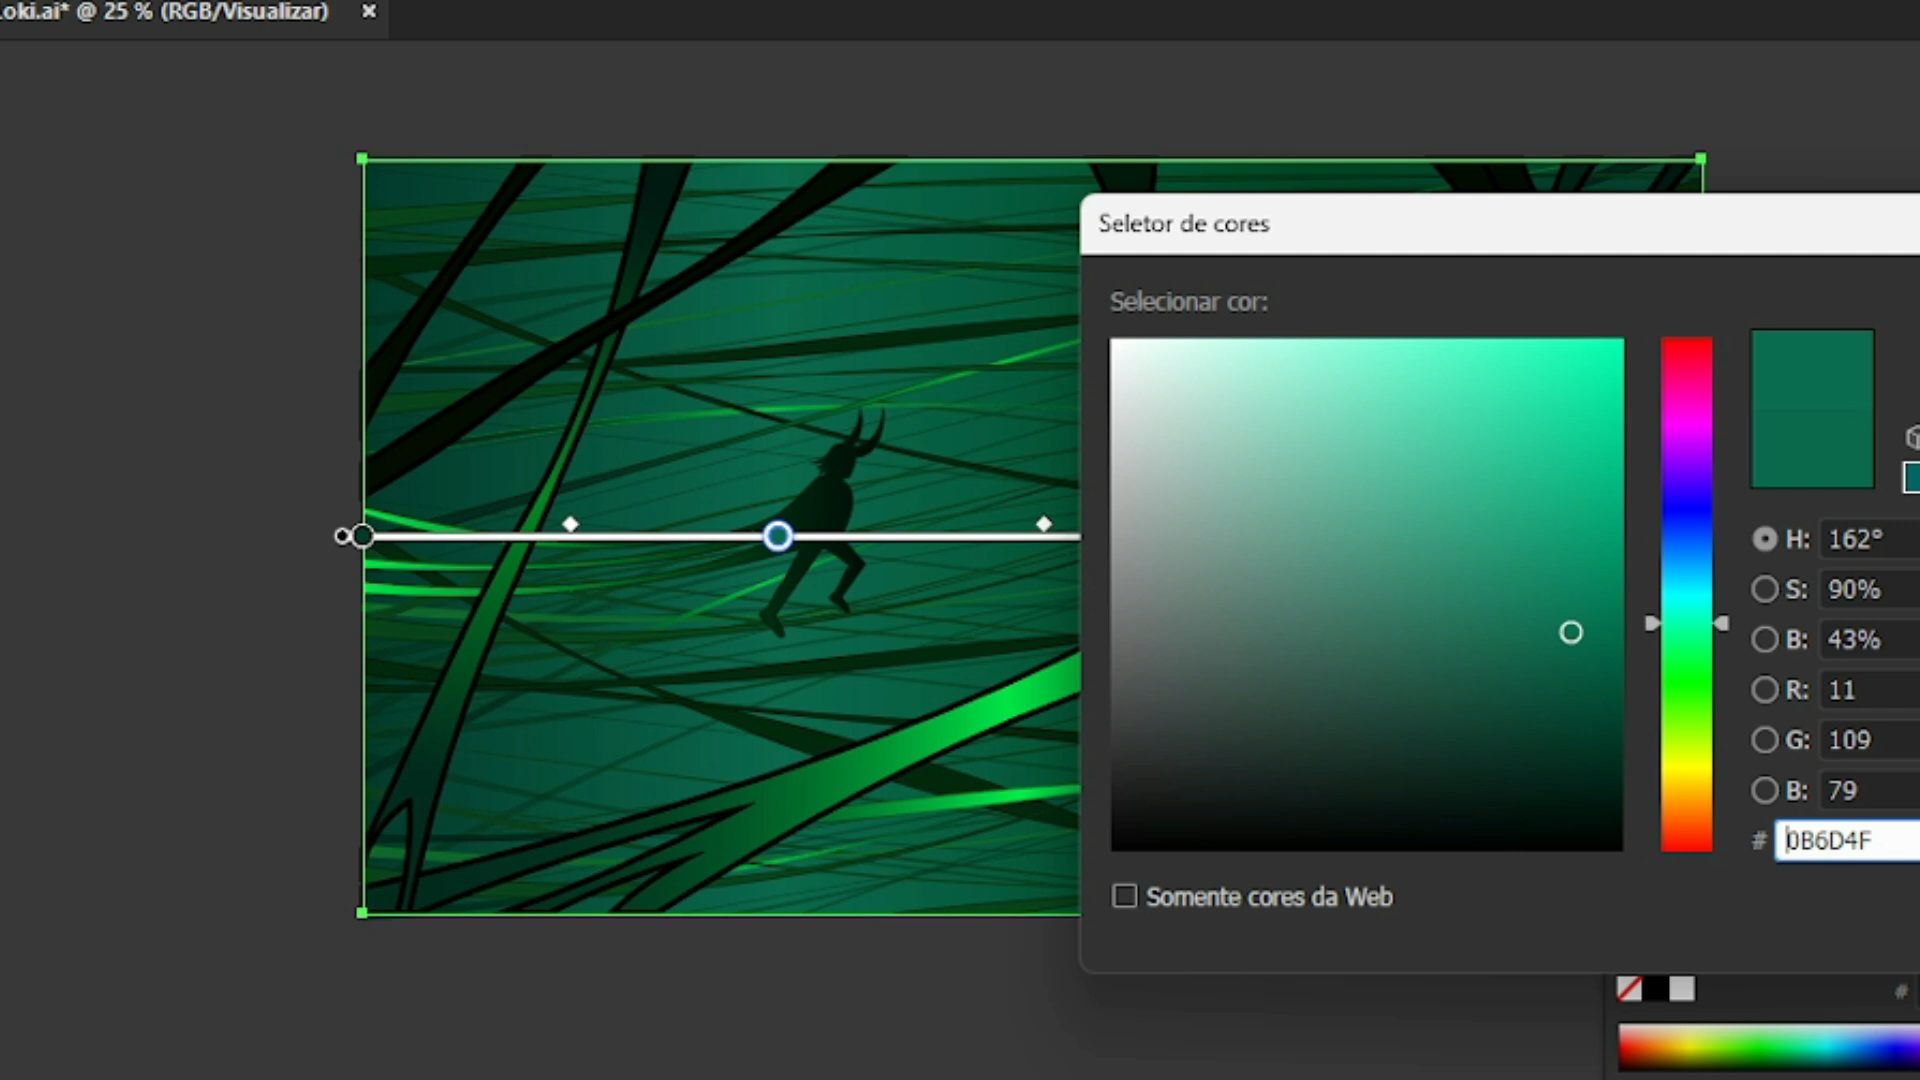 oki.ai* @ 25 % (RGB/Visualizar) ×
Seletor de cores
Selecionar cor:
H: 162°
S: 90%
B: 43%
R: 11
G: 109
B: 79
# 0B6D4F
Somente cores da Web
#